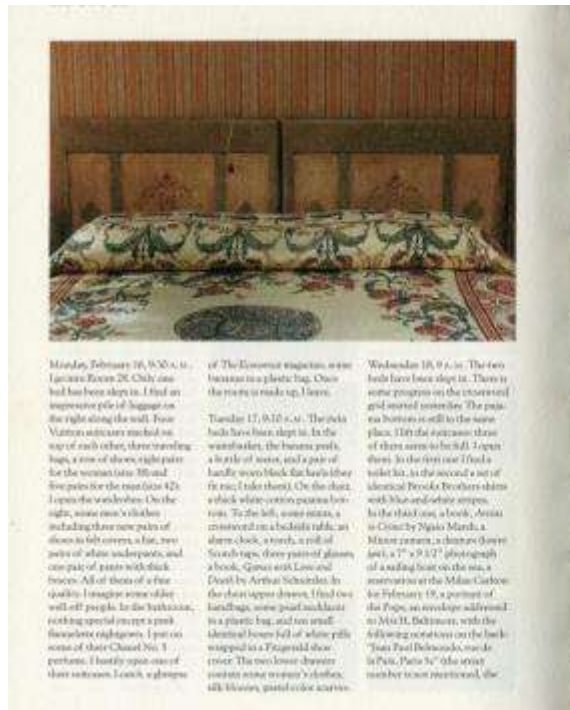 Monday, February 16, 9:30 A.M.
I go into Room 28. Only one
bed has been slept in. I find an
impressive pile of luggage on
the right along the wall. Four
Vuitton suitcases stacked on
top of each other, three traveling
bags, a row of shoes, eight pairs
for the woman (size 38) and
five pairs for the man (size 42).
I open the wardrobes. On the
right, some men's clothes
including three new pairs of
shoes in felt covers, a hat, two
pairs of white underpants, and
one pair of pants with thick
braces. All of them of a fine
quality. I imagine some older
well-off people. In the bathroom,
nothing special except a pink
flannelette nightgown. I put on
some of their Chanel No. 5
perfume. I hastily open one of
their suitcases. I catch a glimpse
of The Economist magazine, some
bananas in a plastic bag. Once
the room is made up, I leave.
Tuesday 17, 9:10 A.M. The twin
beds have been slept in. In the
wastebasket, the banana peels,
a bottle of water, and a pair of
hardly worn black flat heels (they
fit me; I take them). On the chair,
a thick white cotton pajama bot-
tom. To the left, some mints, a
crossword on a bedside table, an
alarm clock, a torch, a roll of
Scotch tape, three pairs of glasses,
a book, Games with Love and
Death by Arthur Schnitzler. In
the chest upper drawer, I find two
handbags, some pearl necklaces
in a plastic bag, and ten small
identical boxes full of white pills
wrapped in a Fitzgerald shoe
cover. The two lower drawers
contain some women's clothes,
silk blouses, pastel-color scarves.
Wednesday 18, 9 A.M. The two
beds have been slept in. There is
some progress on the crossword
grid started yesterday. The paja-
ma bottom is still in the same
place. I lift the suitcases: three
of them seem to be full. I open
them. In the first one I find a
toilet kit, in the second a set of
identical Brooks Brothers shirts
with blue-and-white stripes.
In the third one, a book, Artists
in Crime by Ngaio Marsh, a
Minox camera, a denture (lower
jaw), a 7" x 9 1/2" photograph
of a sailing boat on the sea, a
reservation at the Milan Carlton
for February 19, a portrait of
the Pope, an envelope addressed
to Mrs H. Baltimore, with the
following notations on the back:
"Jean Paul Belmondo, rue de
la Paix, Paris 5e" (the street
number is not mentioned, the